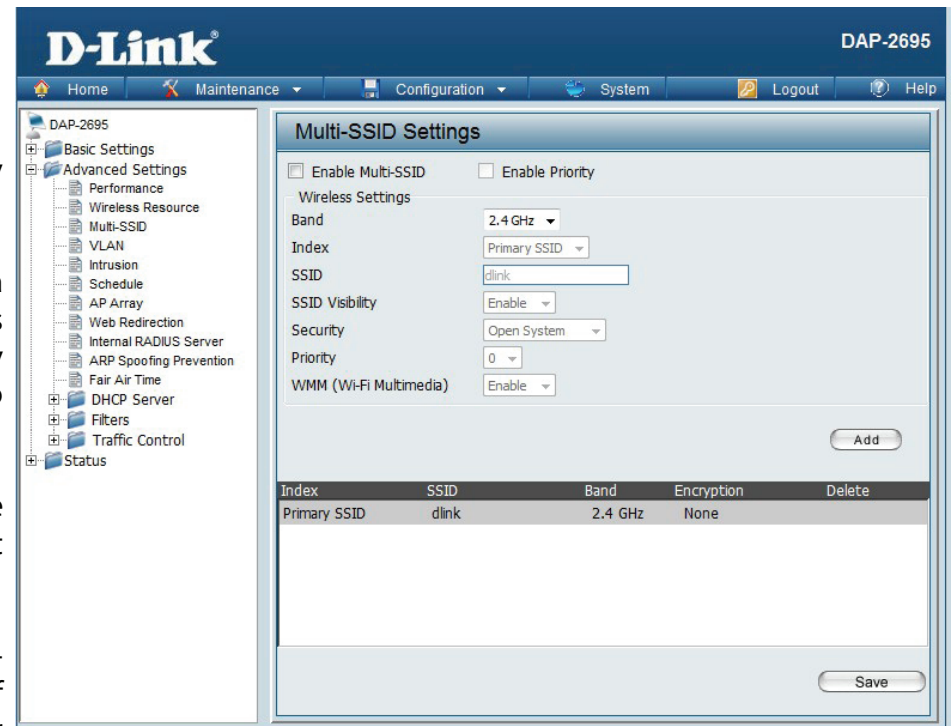 D-Link®
DAP-2695
Home Maintenance Configuration System Logout Help
DAP-2695
Basic Settings
Advanced Settings
Performance
Wireless Resource
Multi-SSID
VLAN
Intrusion
Schedule
AP Array
Web Redirection
Internal RADIUS Server
ARP Spoofing Prevention
Fair Air Time
DHCP Server
Filters
Traffic Control
Status
Multi-SSID Settings
Enable Multi-SSID Enable Priority
Wireless Settings
Band 2.4 GHz
Index Primary SSID
SSID dlink
SSID Visibility Enable
Security Open System
Priority 0
WMM (Wi-Fi Multimedia) Enable
Add
Index SSID Band Encryption Delete
Primary SSID dlink 2.4 GHz None
Save